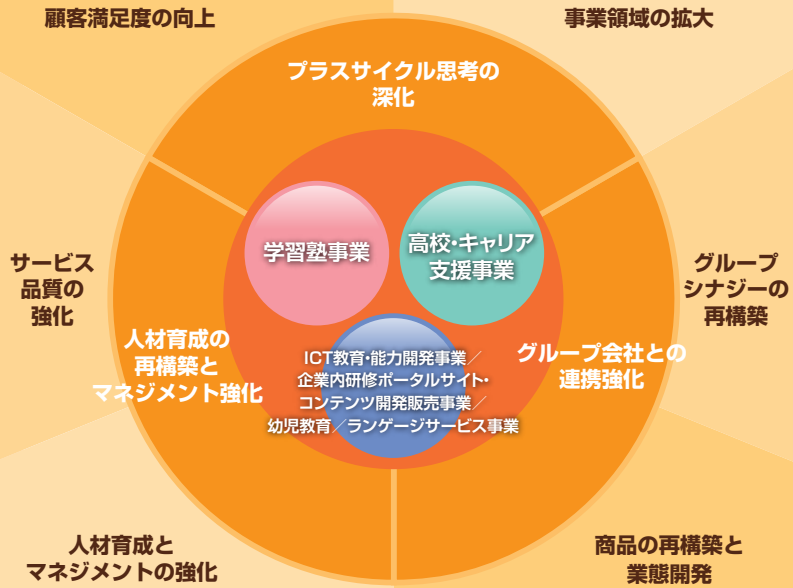 顧客満足度の向上
事業領域の拡大
プラスサイクル思考の
深化
学習塾事業
高校・キャリア
支援事業
サービス
品質の
強化
グループ
シナジーの
再構築
人材育成の
再構築と
マネジメント強化
ICT教育・能力開発事業／
企業内研修ポータルサイト・
コンテンツ開発販売事業／
幼児教育／ランゲージサービス事業
グループ会社との
連携強化
人材育成と
マネジメントの強化
商品の再構築と
業態開発